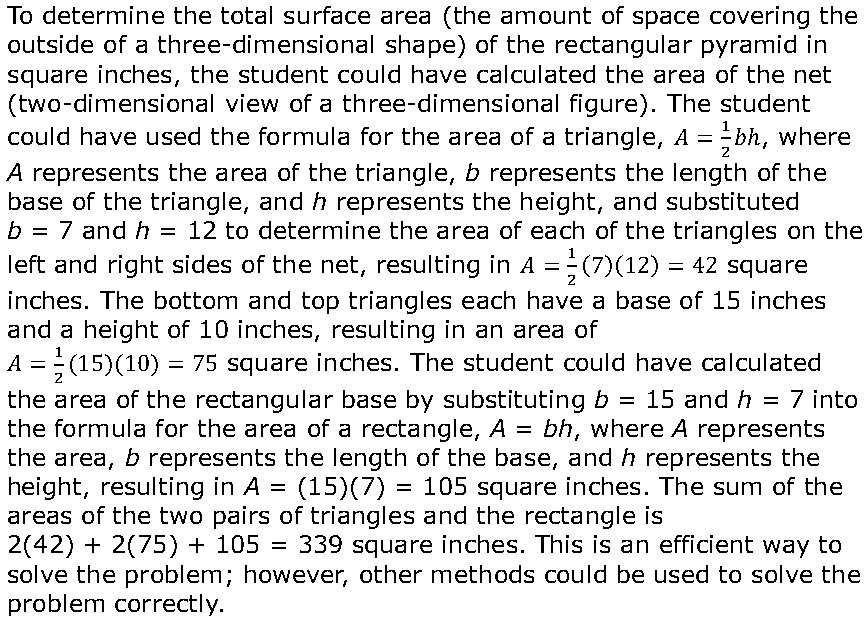 To determine the total surface area (the amount of space covering the
outside of a three-dimensional shape) of the rectangular pyramid in
square inches, the student could have calculated the area of the net
(two-dimensional view of a three-dimensional figure). The student
could have used the formula for the area of a triangle, A = 1/2 bh, where
A represents the area of the triangle, b represents the length of the
base of the triangle, and h represents the height, and substituted
b = 7 and h = 12 to determine the area of each of the triangles on the
left and right sides of the net, resulting in A = 1/2 (7)(12) = 42 square
inches. The bottom and top triangles each have a base of 15 inches
and a height of 10 inches, resulting in an area of
A = 1/2 (15)(10) = 75 square inches. The student could have calculated
the area of the rectangular base by substituting b = 15 and h = 7 into
the formula for the area of a rectangle, A = bh, where A represents
the area, b represents the length of the base, and h represents the
height, resulting in A = (15)(7) = 105 square inches. The sum of the
areas of the two pairs of triangles and the rectangle is
2(42) + 2(75) + 105 = 339 square inches. This is an efficient way to
solve the problem; however, other methods could be used to solve the
problem correctly.